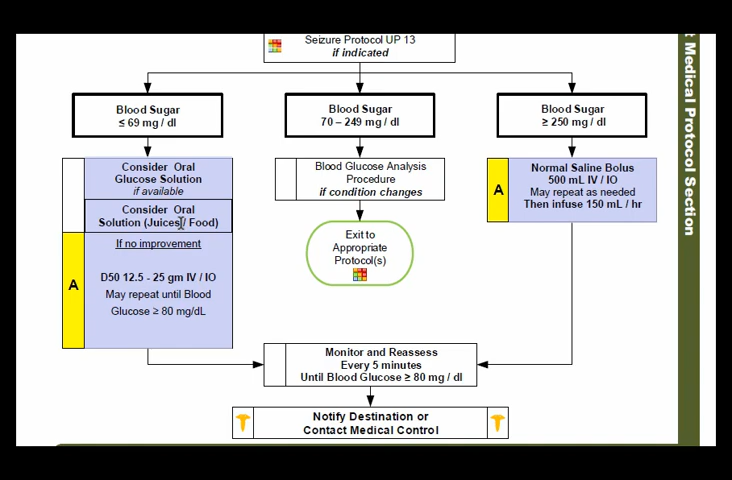 Seizure Protocol UP 13
if indicated
Blood Sugar
≤ 69 mg / dl
Blood Sugar
70 – 249 mg / dl
Blood Sugar
≥ 250 mg / dl
Consider Oral
Glucose Solution
if available
Consider Oral
Solution (Juices / Food)
If no improvement
A
D50 12.5 - 25 gm IV / IO
May repeat until Blood
Glucose ≥ 80 mg/dL
Blood Glucose Analysis
Procedure
if condition changes
Exit to
Appropriate
Protocol(s)
A
Normal Saline Bolus
500 mL IV / IO
May repeat as needed
Then infuse 150 mL / hr
Monitor and Reassess
Every 5 minutes
Until Blood Glucose ≥ 80 mg / dl
Notify Destination or
Contact Medical Control
Medical Protocol Section